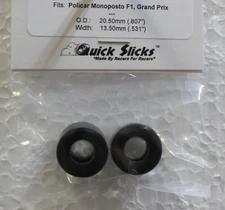 Fits: Policar Monoposto F1, Grand Prix
---
O.D: 20.50mm (.807")
Width: 13.50mm (.531")
Quick Slicks
"Made By Racers For Racers"